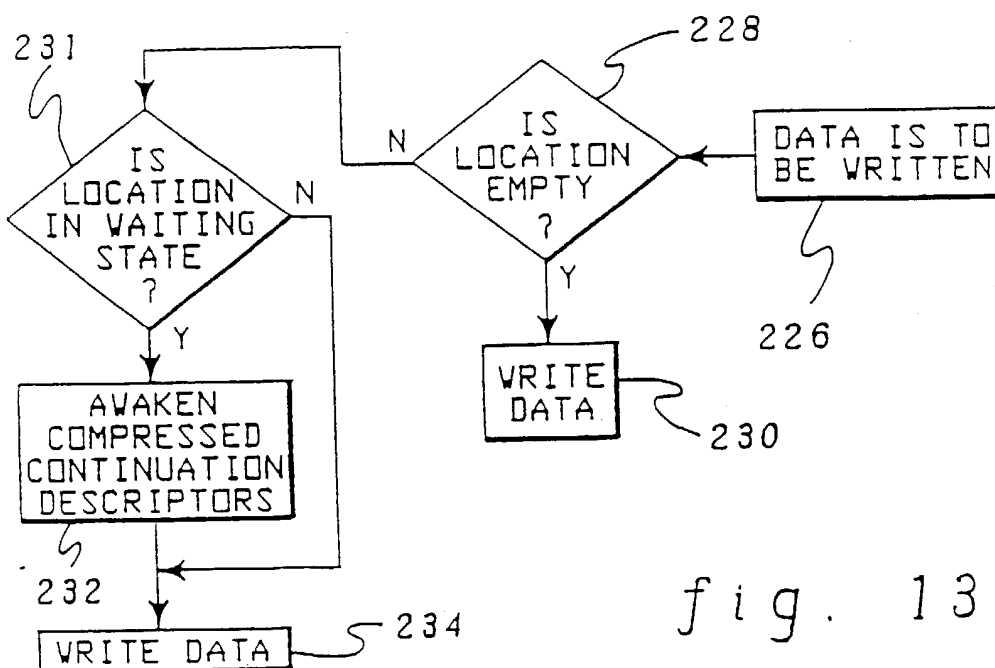 231
228
IS
LOCATION
EMPTY
?
N
Y
DATA IS TO
BE WRITTEN
226
IS
LOCATION
IN WAITING
STATE
?
N
Y
WRITE
DATA
230
AWAKEN
COMPRESSED
CONTINUATION
DESCRIPTORS
232
WRITE DATA
234
fig. 13